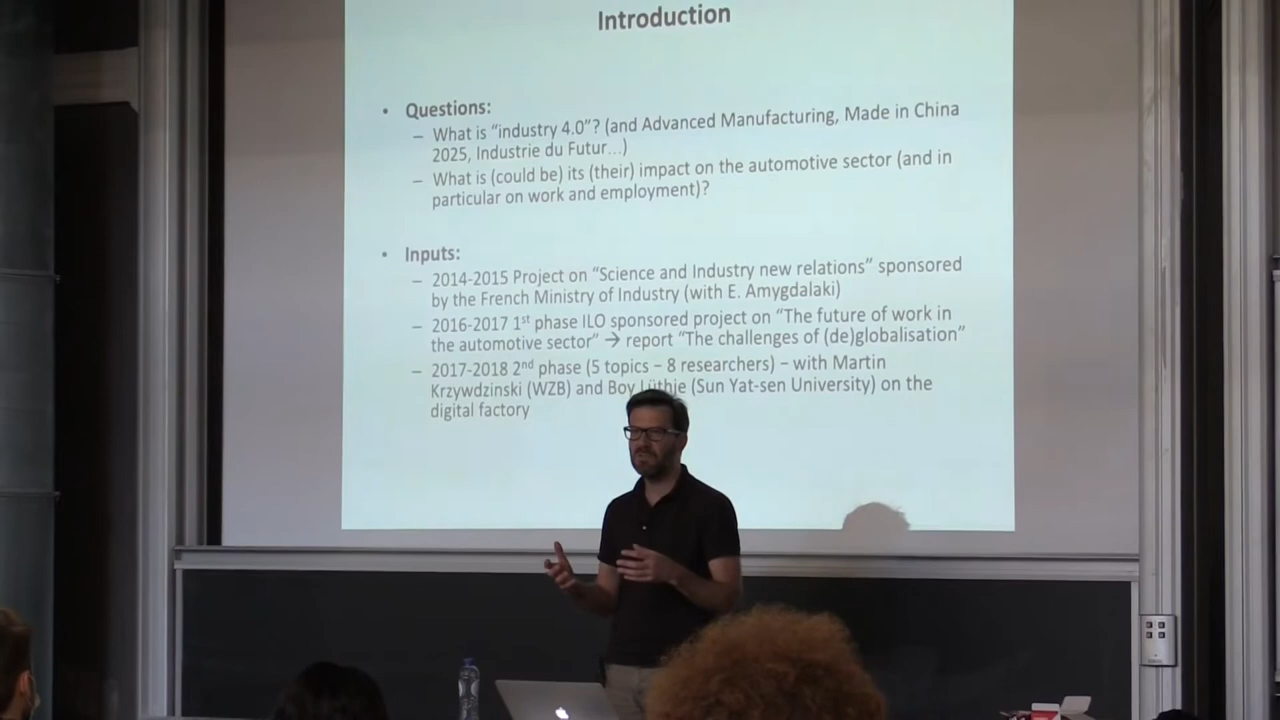 Introduction
• Questions:
– What is “industry 4.0”? (and Advanced Manufacturing, Made in China
2025, Industrie du Futur…)
– What is (could be) its (their) impact on the automotive sector (and in
particular on work and employment)?
• Inputs:
– 2014-2015 Project on “Science and Industry new relations” sponsored
by the French Ministry of Industry (with E. Amygdalaki)
– 2016-2017 1st phase ILO sponsored project on “The future of work in
the automotive sector” → report “The challenges of (de)globalisation”
– 2017-2018 2nd phase (5 topics – 8 researchers) – with Martin
Krzywdzinski (WZB) and Boy Lüthje (Sun Yat-sen University) on the
digital factory